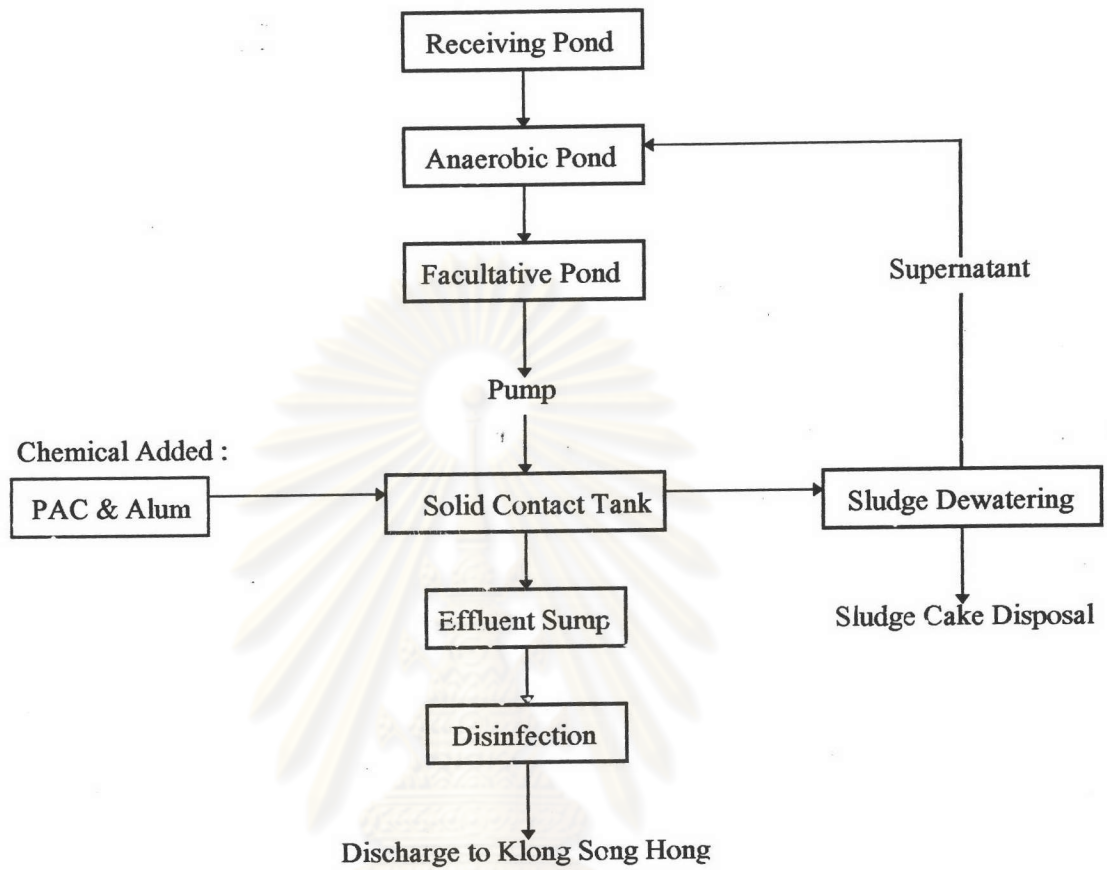 Receiving Pond
Anaerobic Pond
Facultative Pond
Supernatant
Pump
Chemical Added :
PAC & Alum
Solid Contact Tank
Sludge Dewatering
Effluent Sump
Sludge Cake Disposal
Disinfection
Discharge to Klong Song Hong